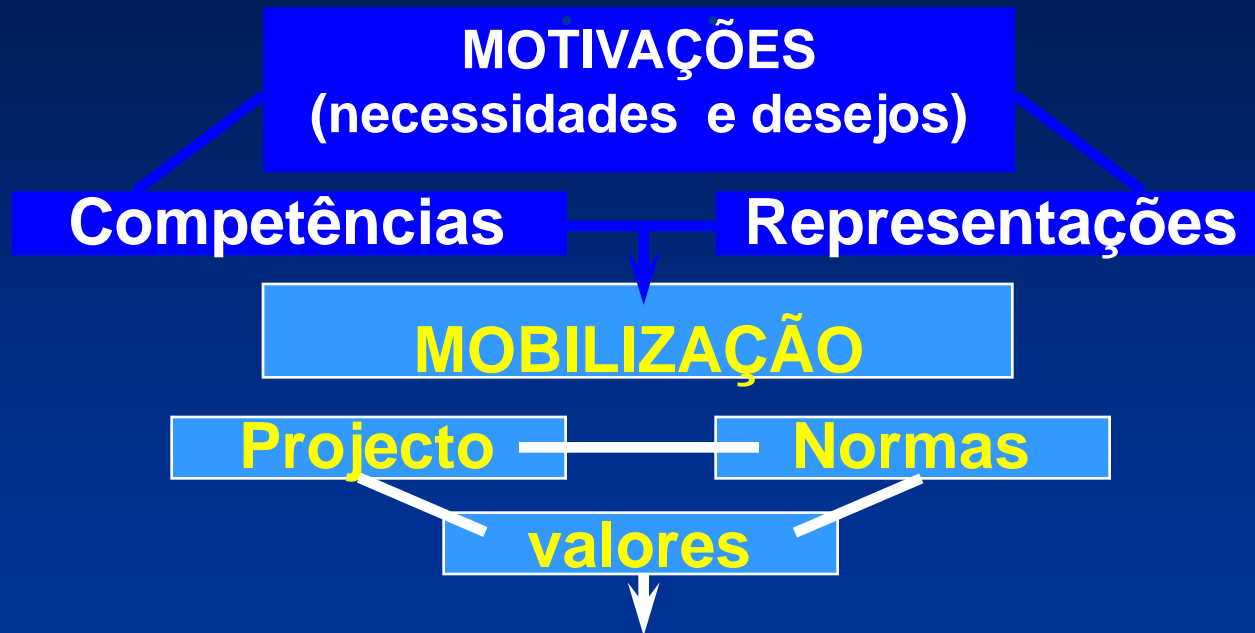 MOTIVAÇÕES
(necessidades e desejos)
Competências
Representações
MOBILIZAÇÃO
Projecto
Normas
valores